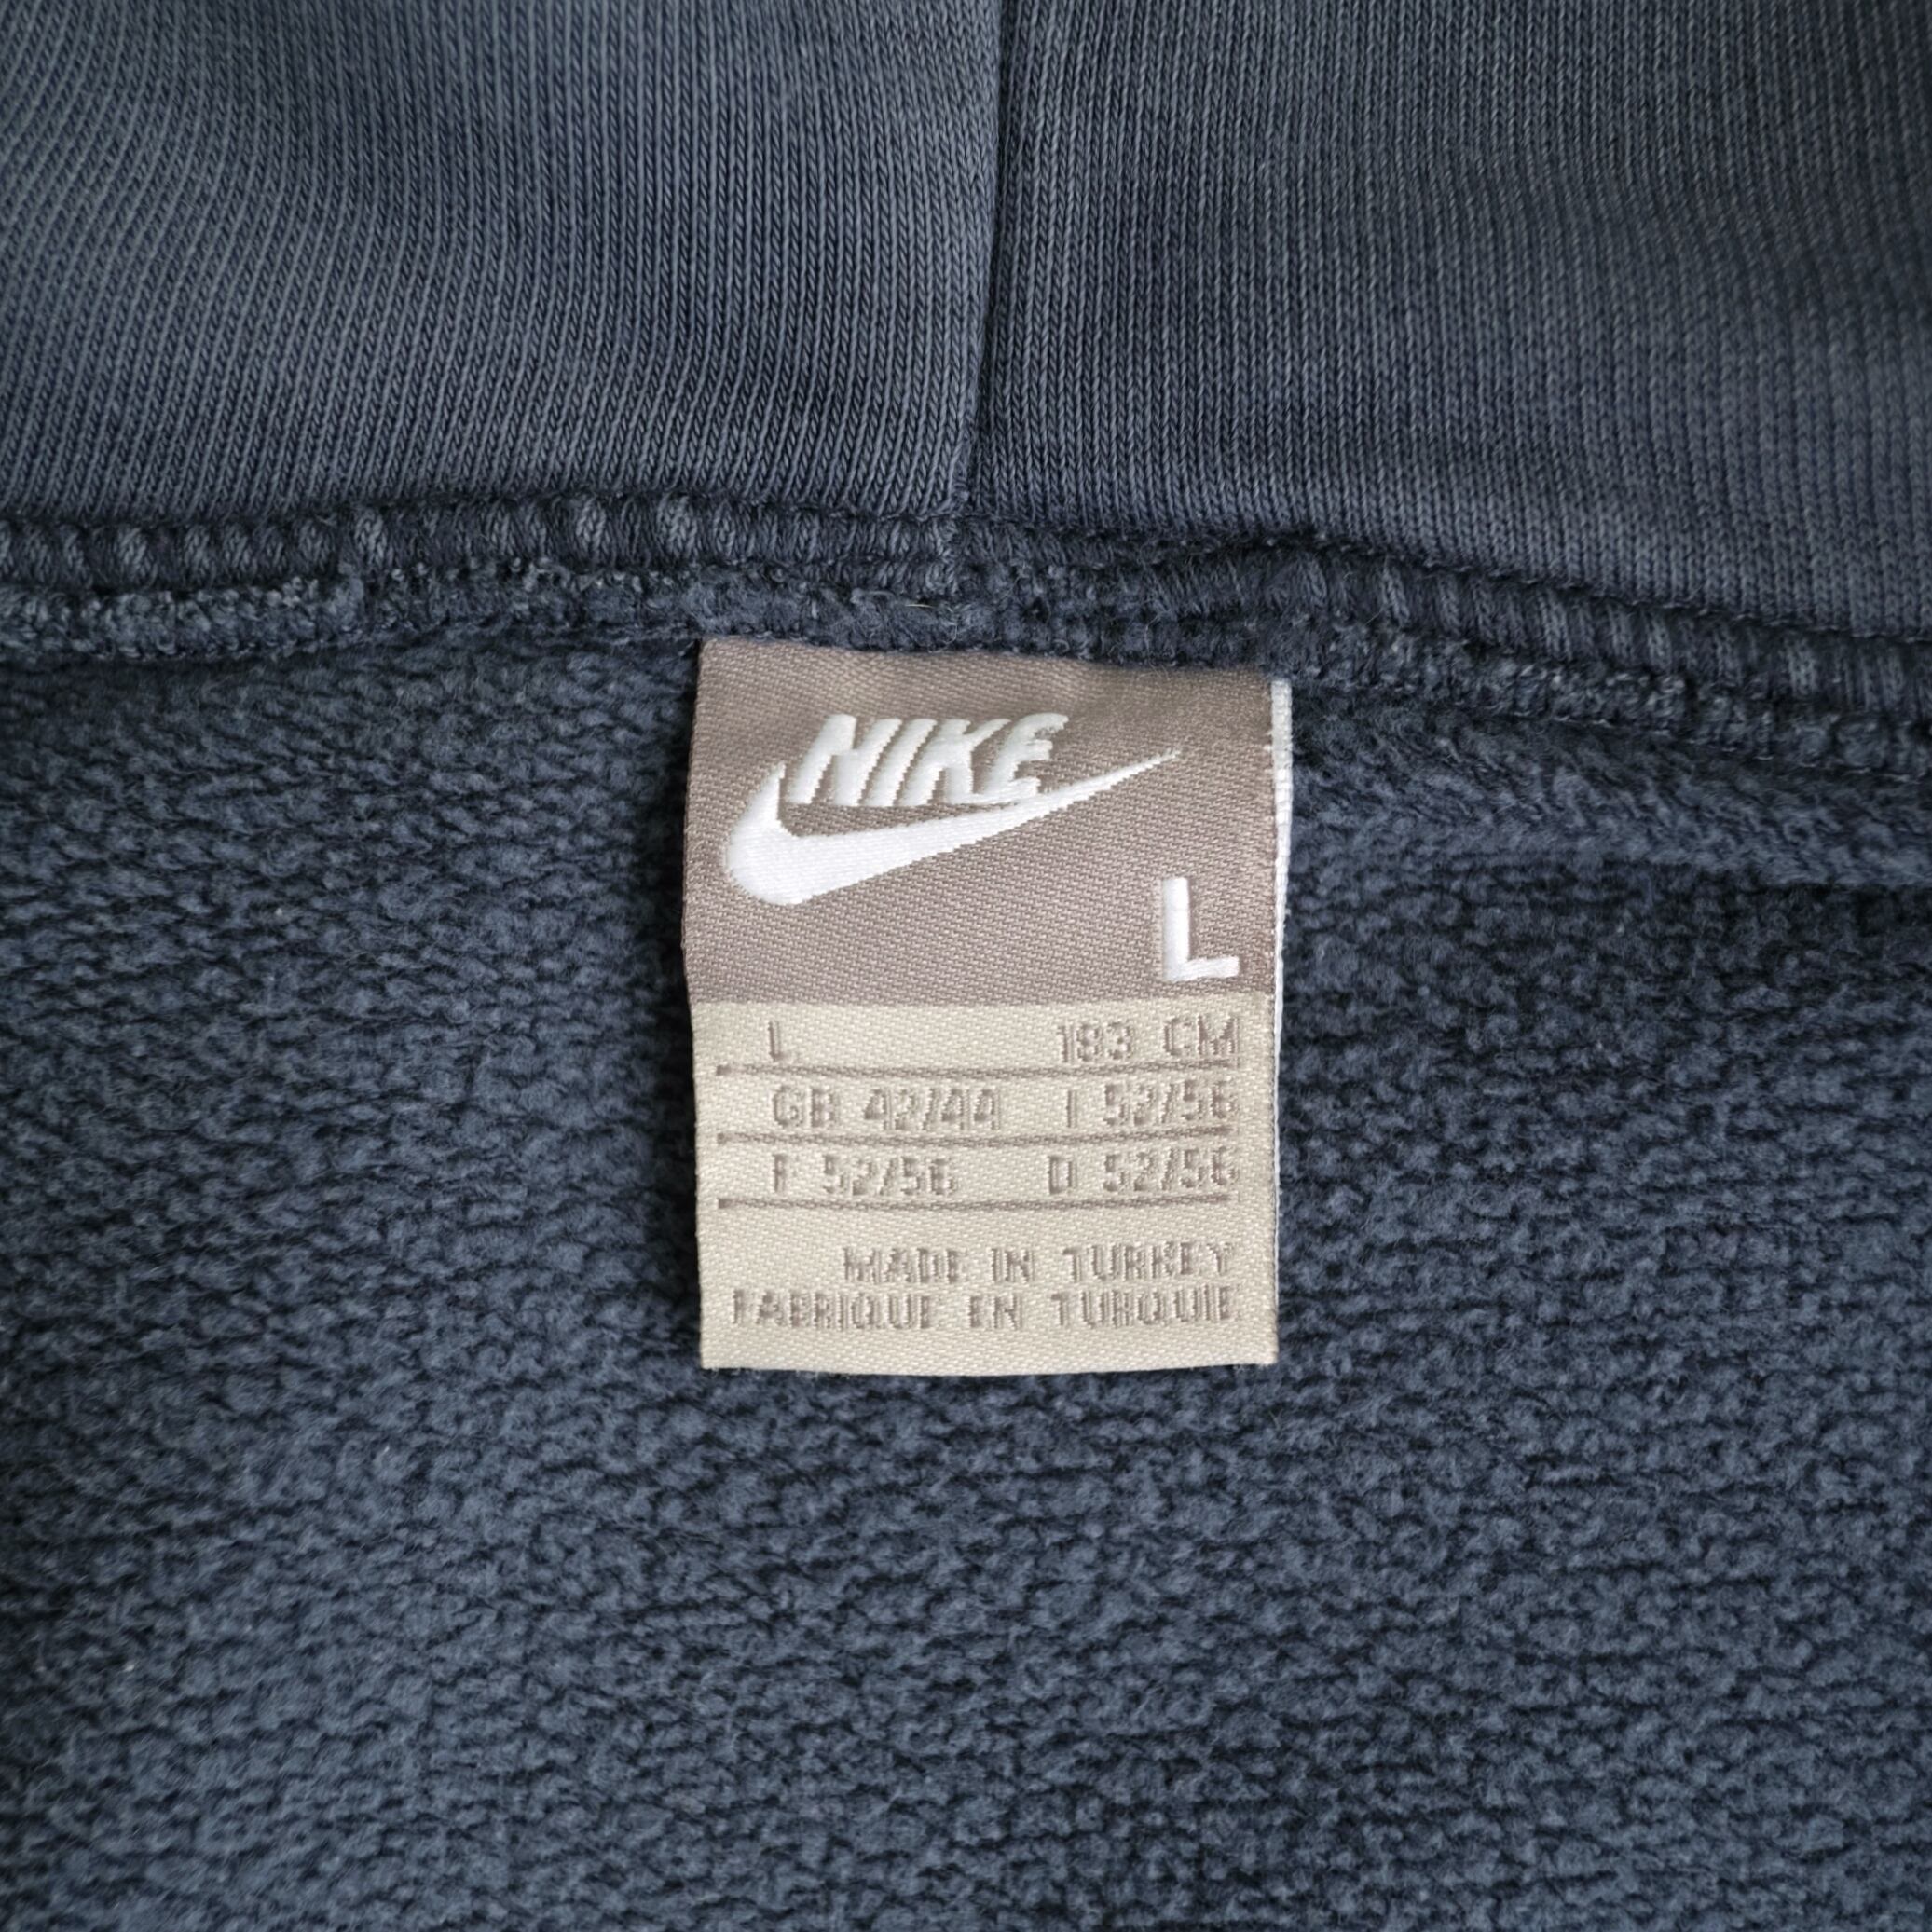 NIKE
L
L 183 CM
GB 42/44 I 52/56
F 52/56 D 52/56
MADE IN TURKEY
FABRIQUE EN TURQUIE